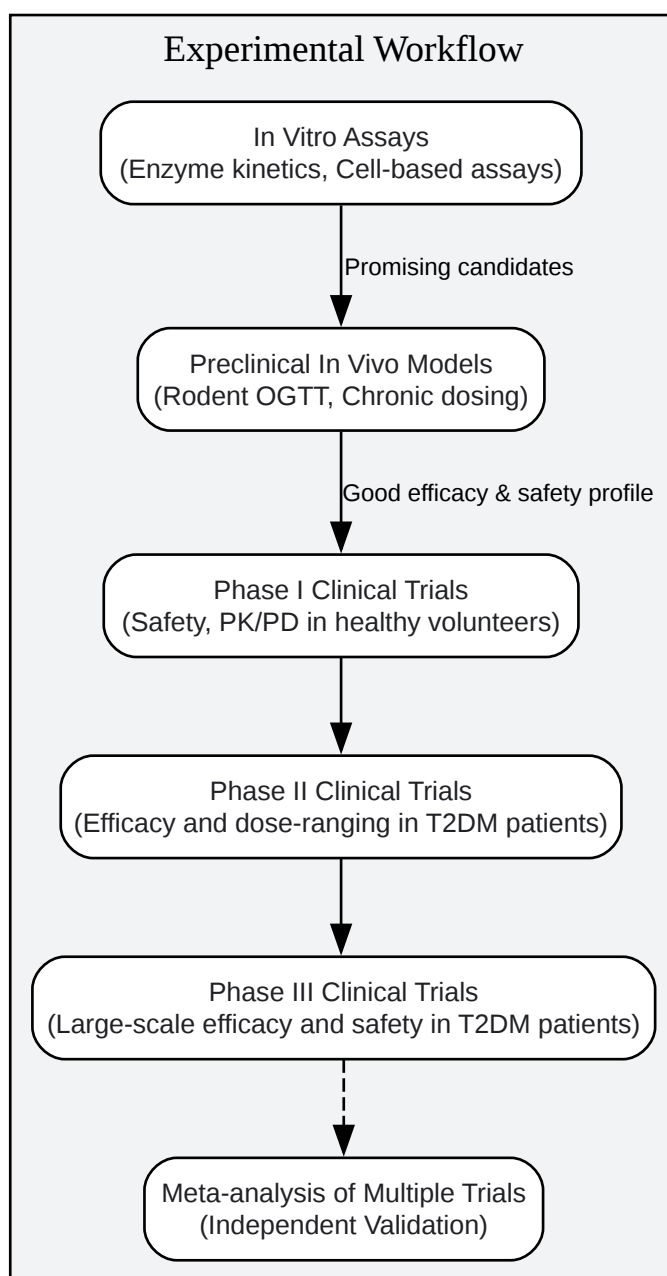 Experimental Workflow
In Vitro Assays
(Enzyme kinetics, Cell-based assays)
Promising candidates
Preclinical In Vivo Models
(Rodent OGTT, Chronic dosing)
Good efficacy & safety profile
Phase I Clinical Trials
(Safety, PK/PD in healthy volunteers)
Phase II Clinical Trials
(Efficacy and dose-ranging in T2DM patients)
Phase III Clinical Trials
(Large-scale efficacy and safety in T2DM patients)
Meta-analysis of Multiple Trials
(Independent Validation)